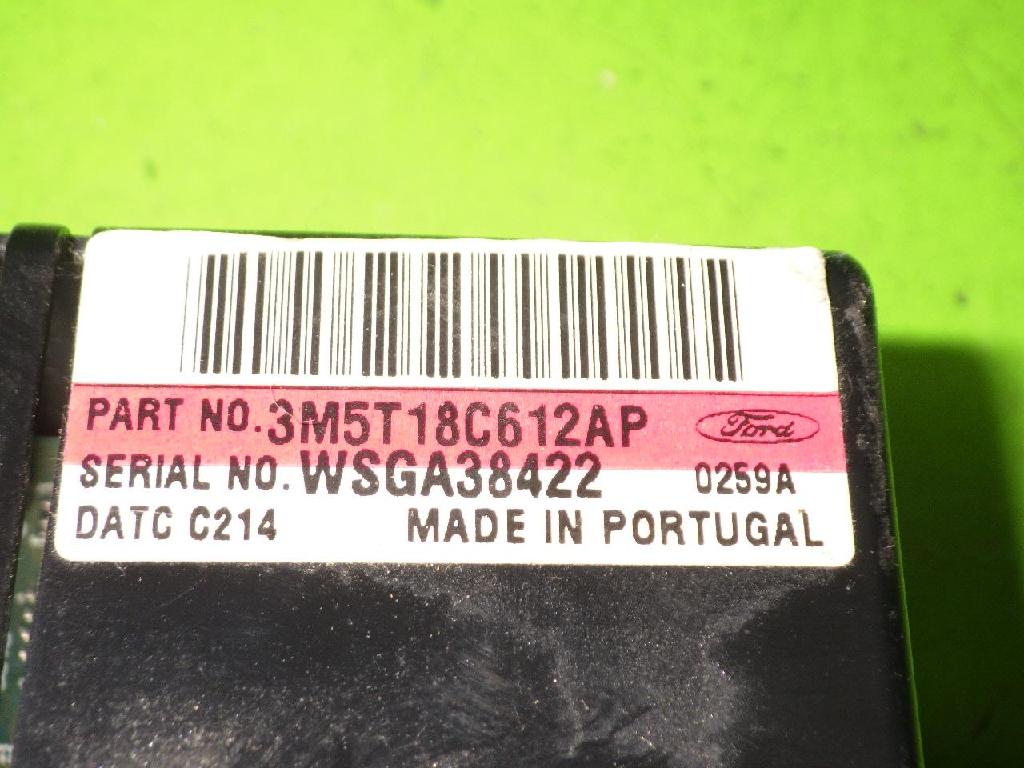 PART NO. 3M5T18C612AP Ford
SERIAL NO. WSGA38422 0259A
DATC C214 MADE IN PORTUGAL